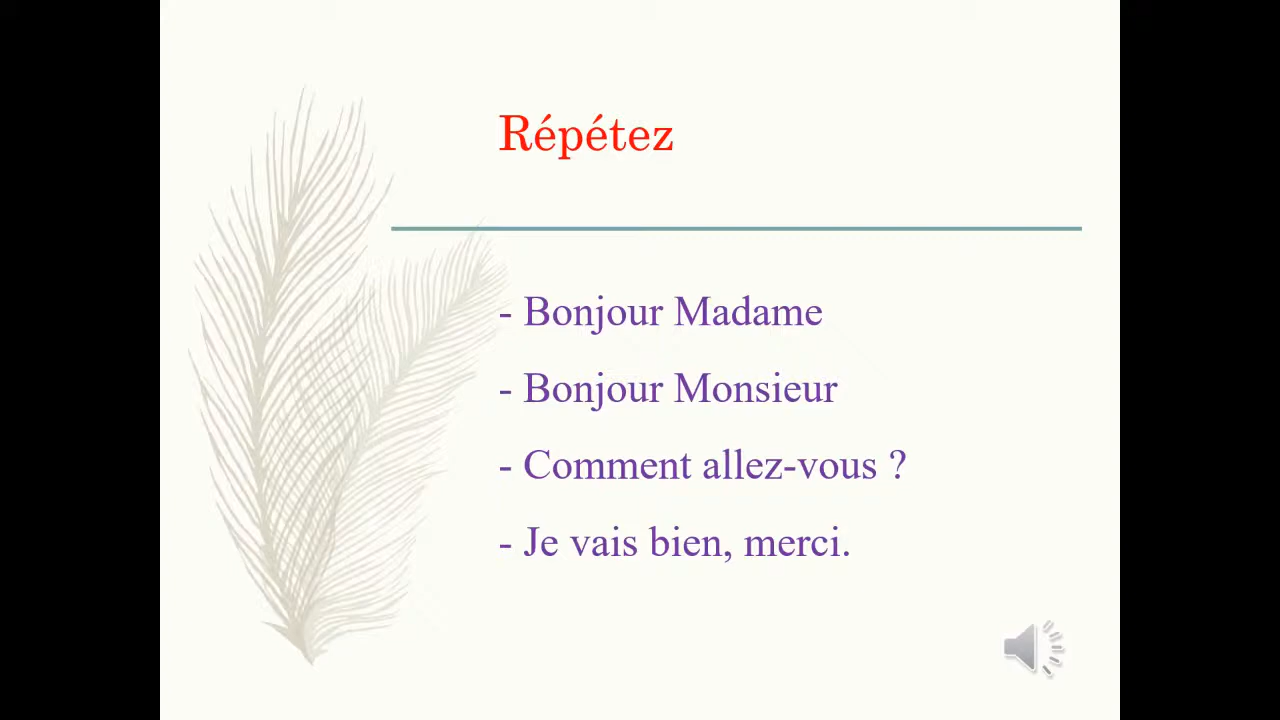 Répétez
- Bonjour Madame
- Bonjour Monsieur
- Comment allez-vous ?
- Je vais bien, merci.